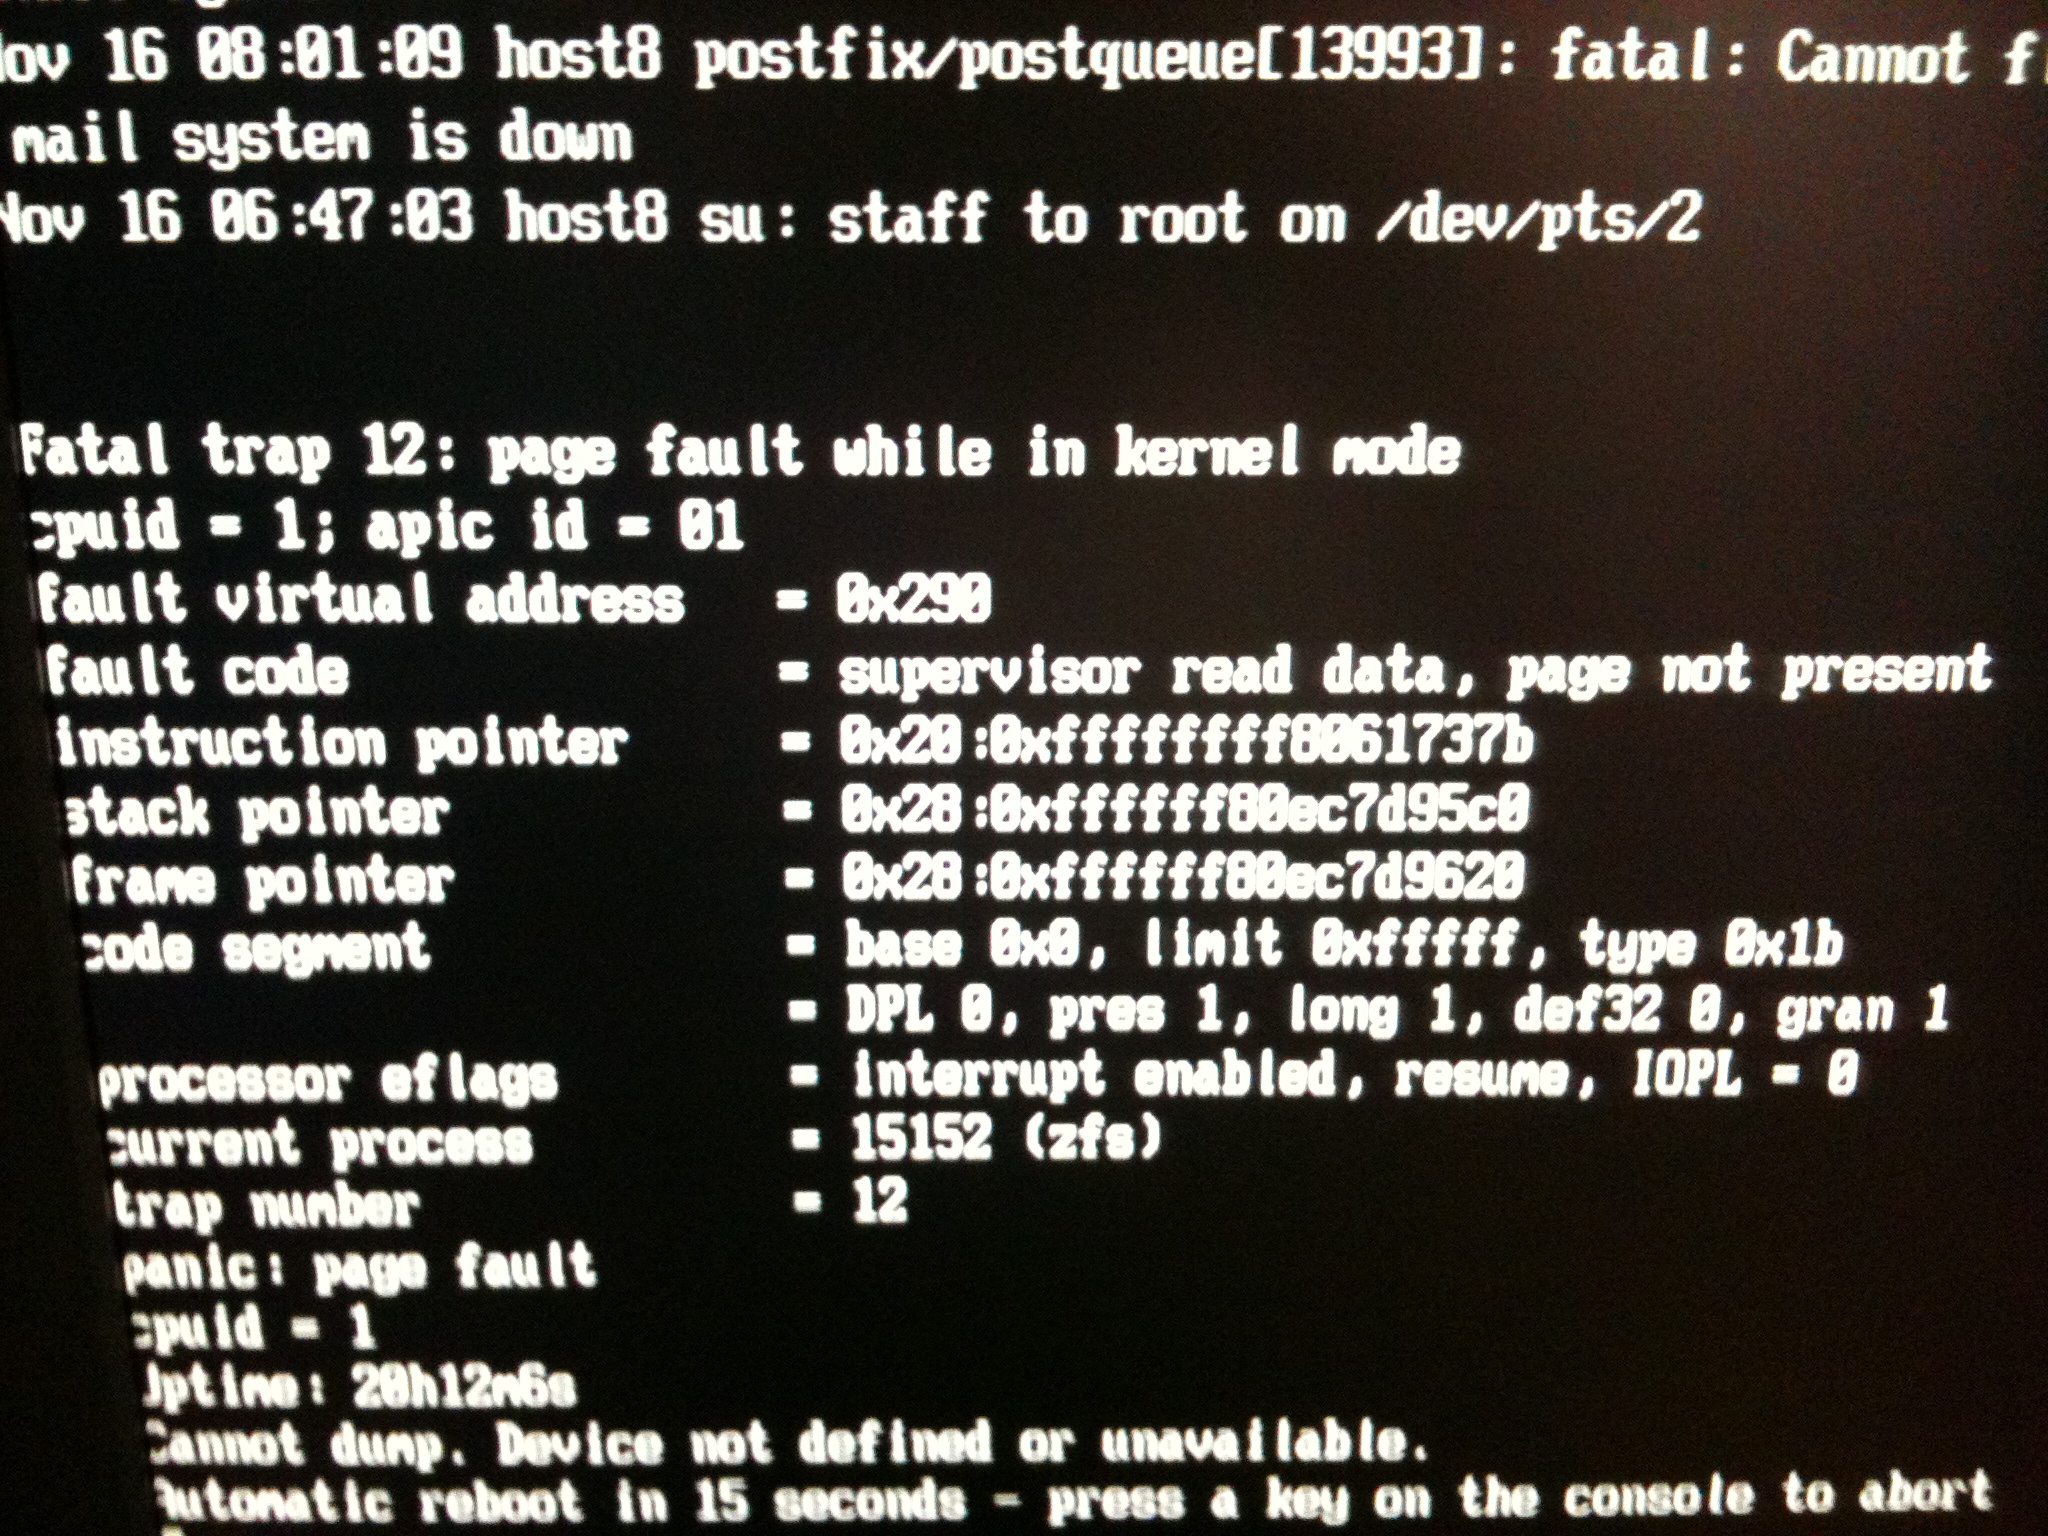 Nov 16 08:01:09 host8 postfix/postqueue[13993]: fatal: Cannot
mail system is down
Nov 16 06:47:03 host8 su: staff to root on /dev/pts/2
Fatal trap 12: page fault while in kernel mode
cpuid = 1; apic id = 01
fault virtual address = 0x290
fault code = supervisor read data, page not present
instruction pointer = 0x20:0xffffffff8061737b
stack pointer = 0x28:0xffffff80ec7d95c0
frame pointer = 0x28:0xffffff80ec7d9620
code segment = base 0x0, limit 0xfffff, type 0x1b
= DPL 0, pres 1, long 1, def32 0, gran 1
processor eflags = interrupt enabled, resume, IOPL = 0
current process = 15152 (zfs)
trap number = 12
panic: page fault
cpuid = 1
Uptime: 20h12m6s
Cannot dump. Device not defined or unavailable.
Automatic reboot in 15 seconds - press a key on the console to abort